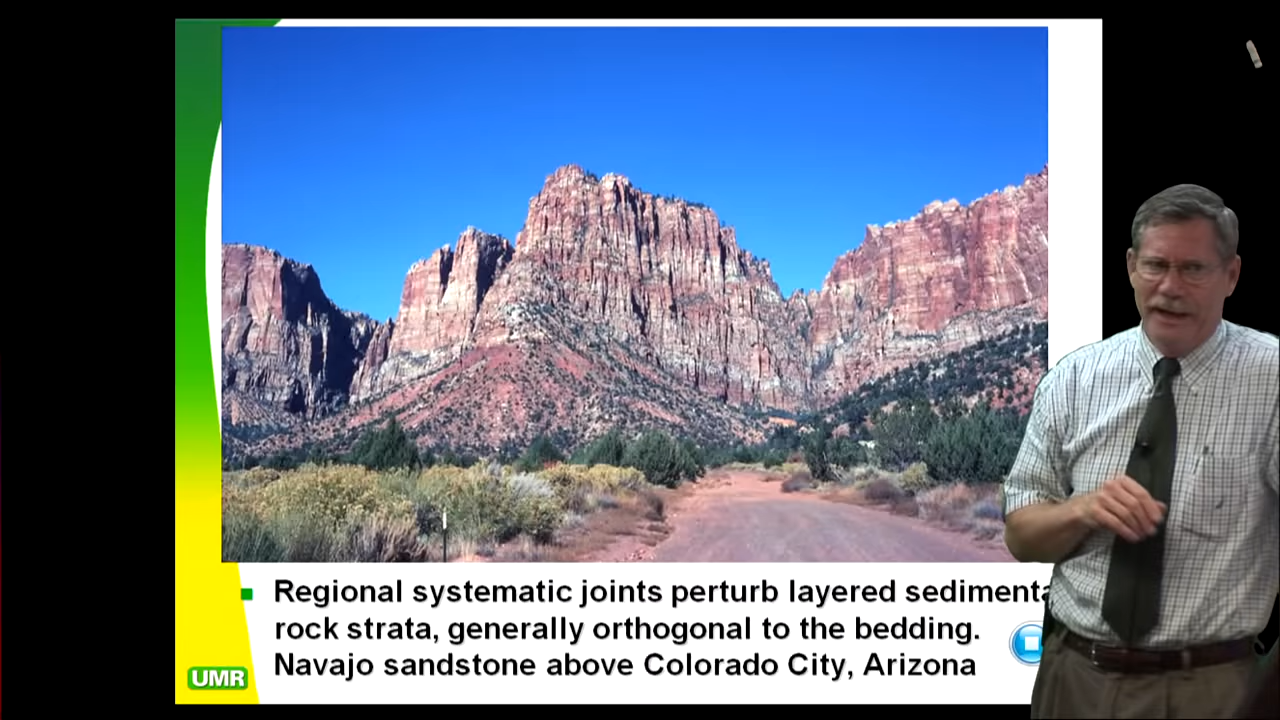 Regional systematic joints perturb layered sedimenta
rock strata, generally orthogonal to the bedding.
Navajo sandstone above Colorado City, Arizona
UMR